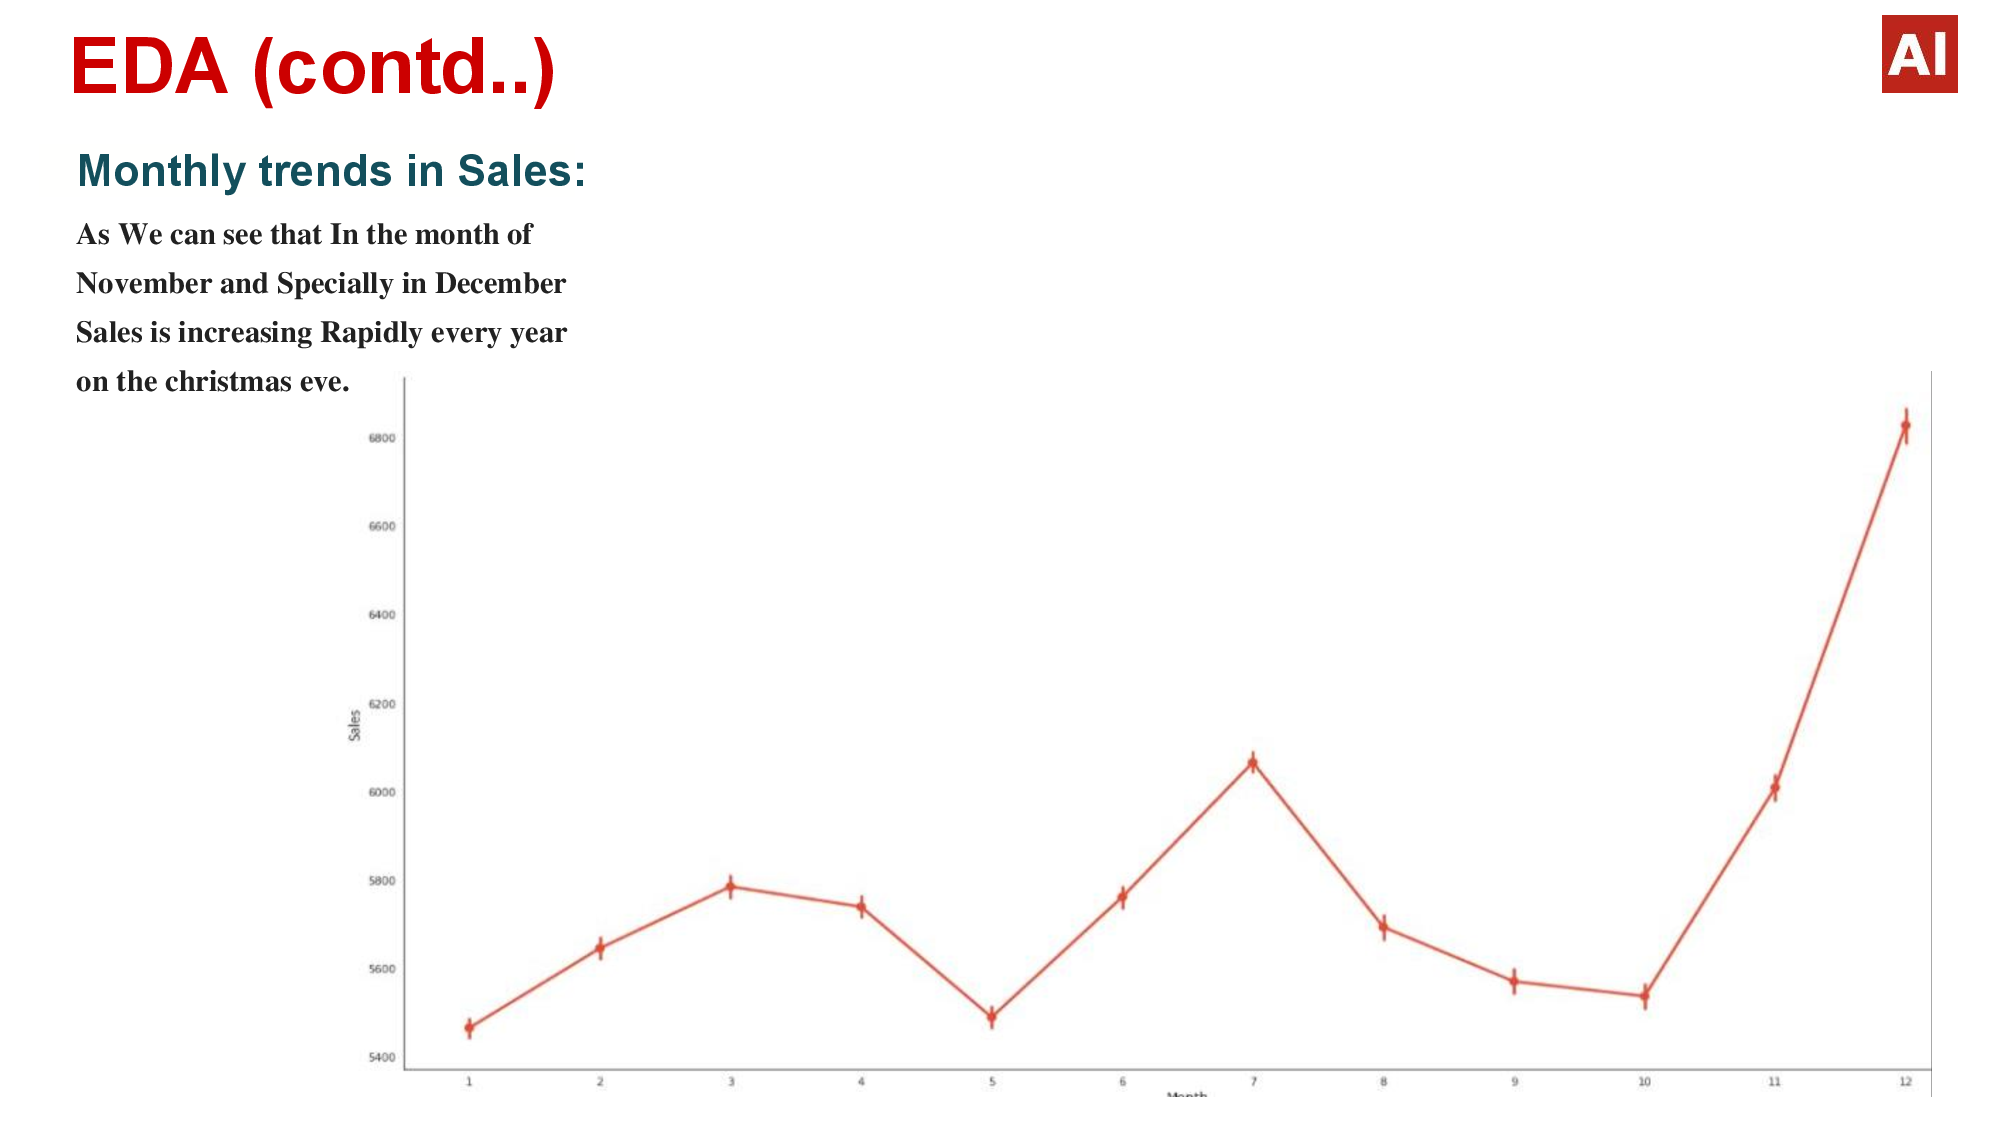 EDA (contd..)
AI
Monthly trends in Sales:
As We can see that In the month of
November and Specially in December
Sales is increasing Rapidly every year
on the christmas eve.
6800
6600
6400
6200
6000
5800
5600
5400
Sales
1 2 3 4 5 6 7 8 9 10 11 12
Month